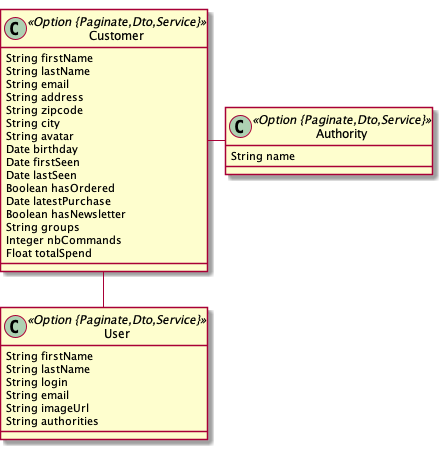 C «Option {Paginate,Dto,Service}»
Customer
String firstName
String lastName
String email
String address
String zipcode
String city
String avatar
Date birthday
Date firstSeen
Date lastSeen
Boolean hasOrdered
Date latestPurchase
Boolean hasNewsletter
String groups
Integer nbCommands
Float totalSpend
C «Option {Paginate,Dto,Service}»
Authority
String name
C «Option {Paginate,Dto,Service}»
User
String firstName
String lastName
String login
String email
String imageUrl
String authorities